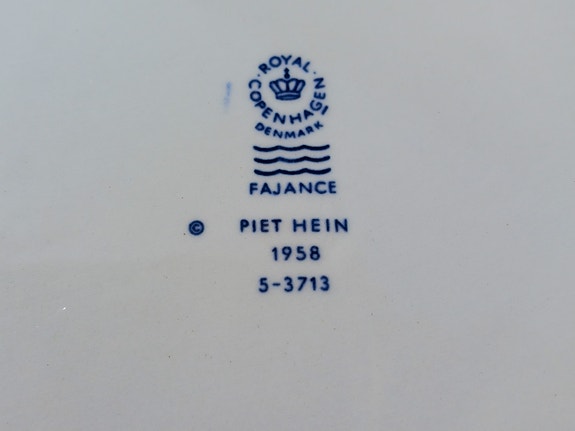 ROYAL
COPENHAGEN
DENMARK
FAJANCE
© PIET HEIN
1958
5-3713